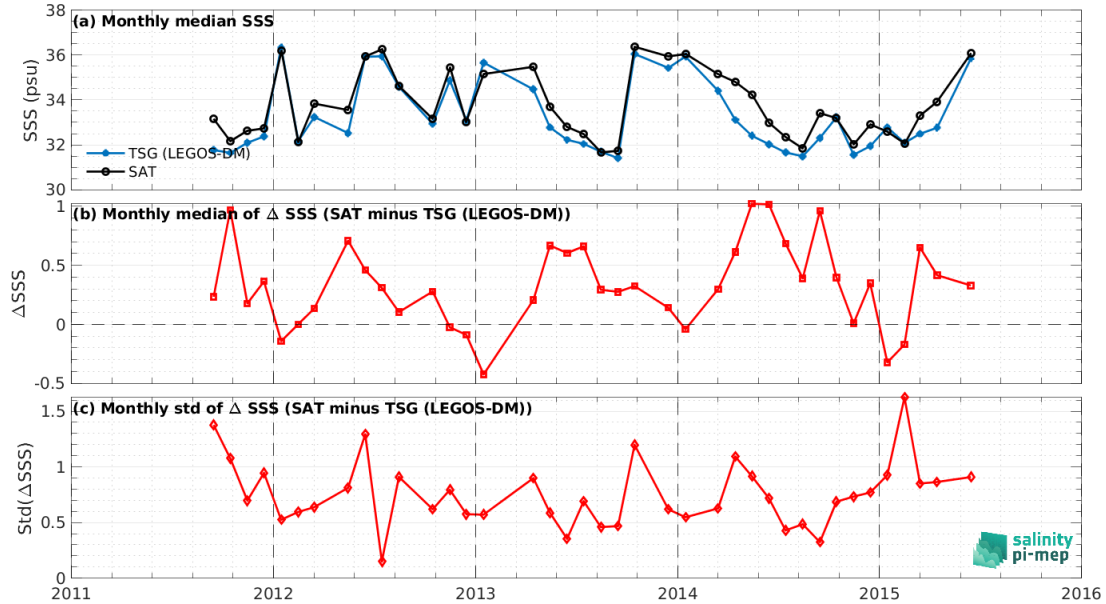 (a) Monthly median SSS
SSS (psu)
38
36
34
32
30
TSG (LEGOS-DM)
SAT
(b) Monthly median of Δ SSS (SAT minus TSG (LEGOS-DM))
ΔSSS
1
0.5
0
-0.5
(c) Monthly std of Δ SSS (SAT minus TSG (LEGOS-DM))
Std(ΔSSS)
1.5
1
0.5
0
salinity
pi-mep
2011 2012 2013 2014 2015 2016